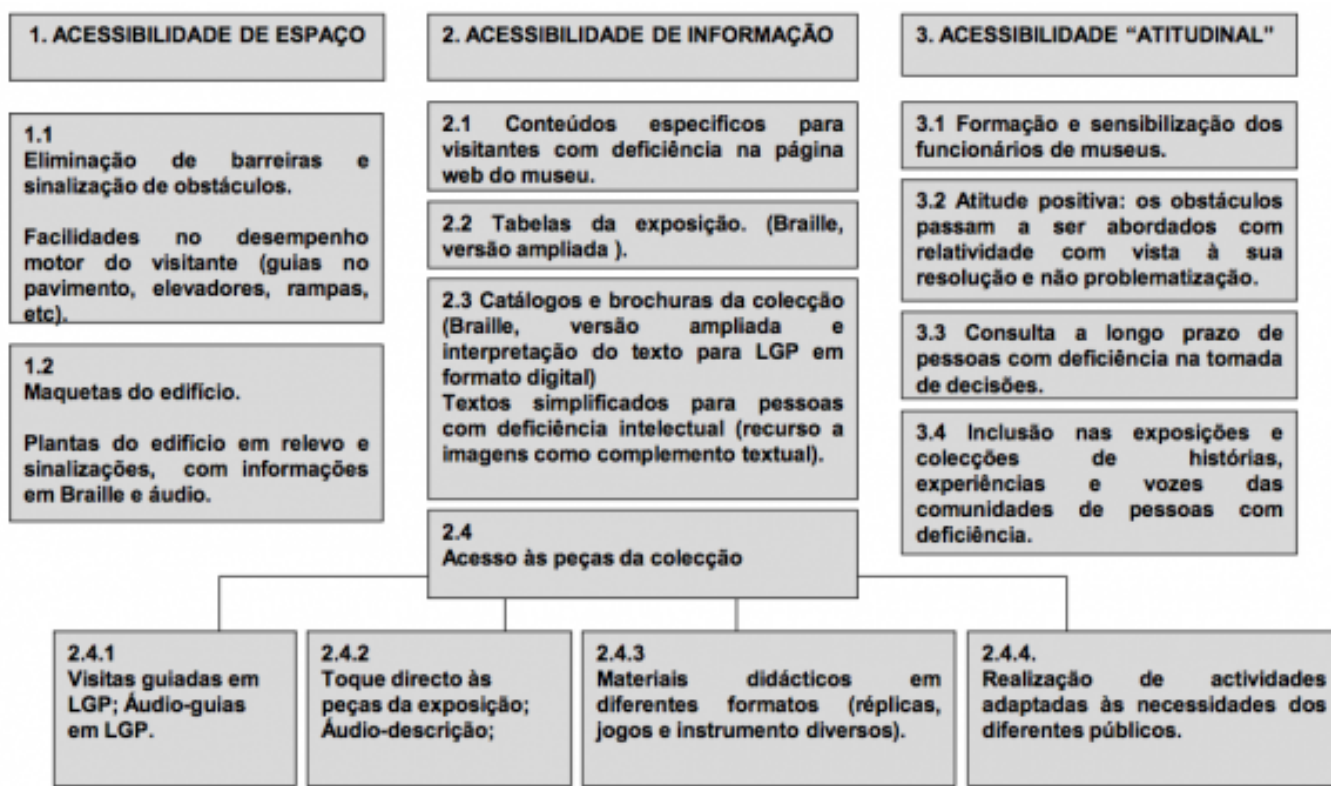 1. ACESSIBILIDADE DE ESPAÇO
1.1
Eliminação de barreiras e
sinalização de obstáculos.
Facilidades no desempenho
motor do visitante (guias no
pavimento, elevadores, rampas,
etc).
1.2
Maquetas do edifício.
Plantas do edifício em relevo e
sinalizações, com informações
em Braille e áudio.
2. ACESSIBILIDADE DE INFORMAÇÃO
2.1 Conteúdos especificos para
visitantes com deficiência na página
web do museu.
2.2 Tabelas da exposição. (Braille,
versão ampliada ).
2.3 Catálogos e brochuras da colecção
(Braille, versão ampliada e
interpretação do texto para LGP em
formato digital)
Textos simplificados para pessoas
com deficiência intelectual (recurso a
imagens como complemento textual).
2.4
Acesso às peças da colecção
3. ACESSIBILIDADE “ATITUDINAL”
3.1 Formação e sensibilização dos
funcionários de museus.
3.2 Atitude positiva: os obstáculos
passam a ser abordados com
relatividade com vista à sua
resolução e não problematização.
3.3 Consulta a longo prazo de
pessoas com deficiência na tomada
de decisões.
3.4 Inclusão nas exposições e
colecções de histórias,
experiências e vozes das
comunidades de pessoas com
deficiência.
2.4.1
Visitas guiadas em
LGP; Áudio-guias
em LGP.
2.4.2
Toque directo às
peças da exposição;
Áudio-descrição;
2.4.3
Materiais didácticos em
diferentes formatos (réplicas,
jogos e instrumento diversos).
2.4.4.
Realização de actividades
adaptadas às necessidades dos
diferentes públicos.